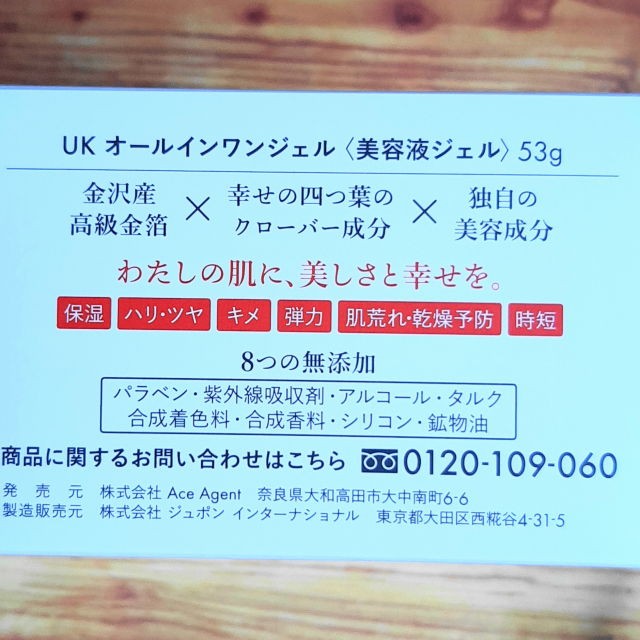 UK オールインワンジェル〈美容液ジェル〉53g
金沢産 高級金箔 × 幸せの四つ葉の クローバー成分 × 独自の 美容成分
わたしの肌に、美しさと幸せを。
保湿 ハリ・ツヤ キメ 弾力 肌荒れ・乾燥予防 時短
8つの無添加
パラベン・紫外線吸収剤・アルコール・タルク
合成着色料・合成香料・シリコン・鉱物油
商品に関するお問い合わせはこちら 0120-109-060
発売元 株式会社 Ace Agent 奈良県大和高田市大中南町6-6
製造販売元 株式会社 ジュポン インターナショナル 東京都大田区西糀谷4-31-5